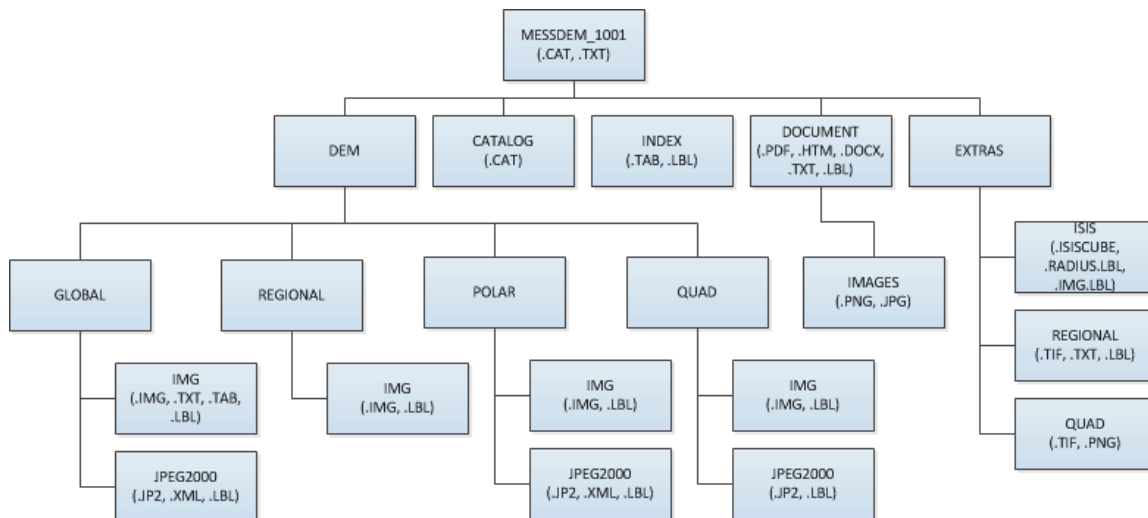 MESSDEM_1001
(.CAT, .TXT)
DEM
CATALOG
(.CAT)
INDEX
(.TAB, .LBL)
DOCUMENT
(.PDF, .HTM, .DOCX,
.TXT, .LBL)
EXTRAS
GLOBAL
REGIONAL
POLAR
QUAD
IMAGES
(.PNG, .JPG)
ISIS
(.ISISCUBE,
.RADIUS.LBL,
.IMG.LBL)
REGIONAL
(.TIF, .TXT, .LBL)
QUAD
(.TIF, .PNG)
IMG
(.IMG, .TXT, .TAB,
.LBL)
IMG
(.IMG, .LBL)
IMG
(.IMG, .LBL)
IMG
(.IMG, .LBL)
JPEG2000
(.JP2, .XML, .LBL)
JPEG2000
(.JP2, .XML, .LBL)
JPEG2000
(.JP2, .LBL)